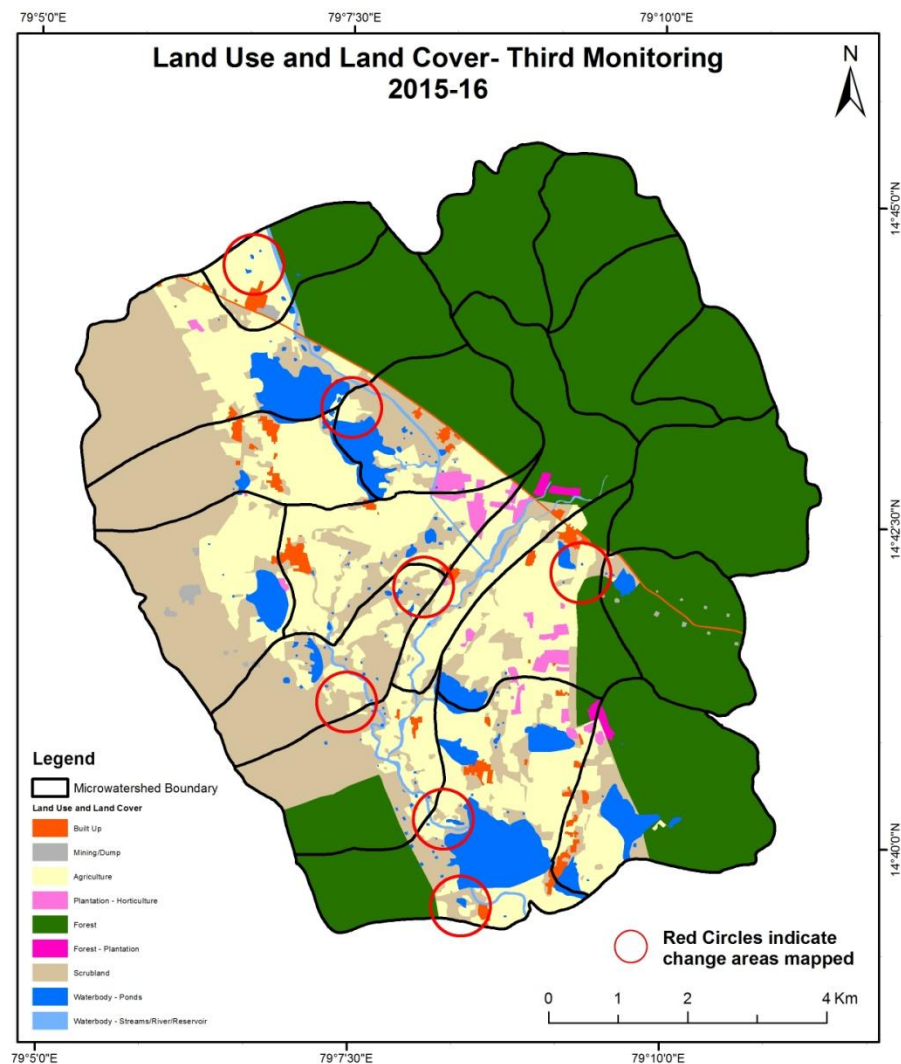 79°5'0"E
79°7'30"E
79°10'0"E
Land Use and Land Cover- Third Monitoring
2015-16
N
14°45'0"N
14°42'30"N
14°40'0"N
Legend
Microwatershed Boundary
Land Use and Land Cover
Built Up
Mining/Dump
Agriculture
Plantation - Horticulture
Forest
Forest - Plantation
Scrubland
Waterbody - Ponds
Waterbody - Streams/River/Reservoir
Red Circles indicate
change areas mapped
0 1 2 4 Km
79°5'0"E
79°7'30"E
79°10'0"E